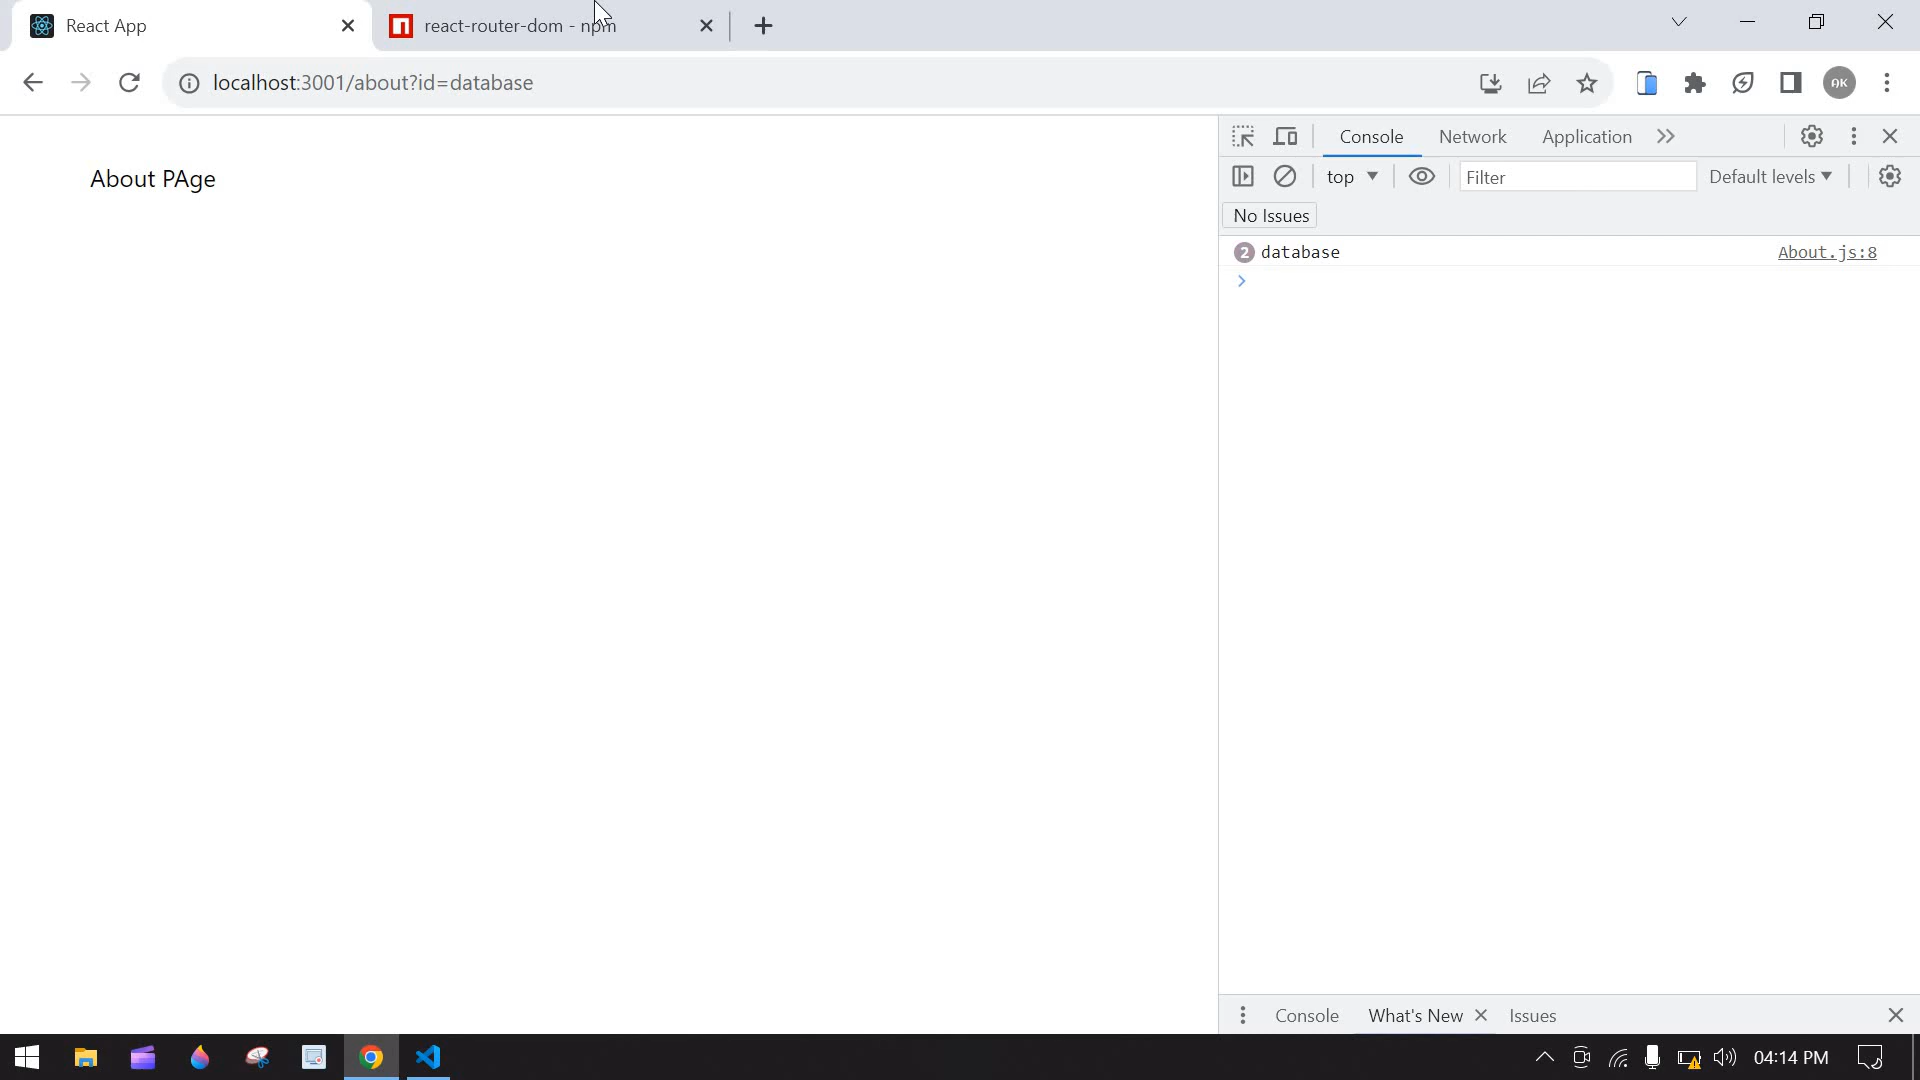 React App
react-router-dom - npm
localhost:3001/about?id=database
AK
Console Network Application
top Filter Default levels
No Issues
About PAge
2 database About.js:8
Console What's New Issues
04:14 PM